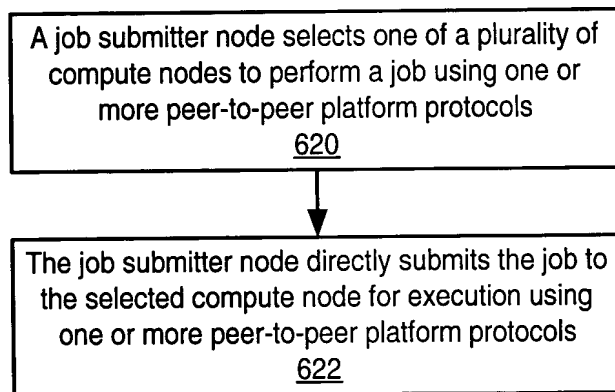 A job submitter node selects one of a plurality of
compute nodes to perform a job using one or
more peer-to-peer platform protocols
620
The job submitter node directly submits the job to
the selected compute node for execution using
one or more peer-to-peer platform protocols
622